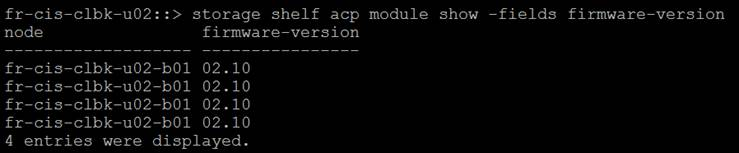 fr-cis-clbk-u02::> storage shelf acp module show -fields firmware-version
node                firmware-version
------------------- ----------------
fr-cis-clbk-u02-b01 02.10
fr-cis-clbk-u02-b01 02.10
fr-cis-clbk-u02-b01 02.10
fr-cis-clbk-u02-b01 02.10
4 entries were displayed.